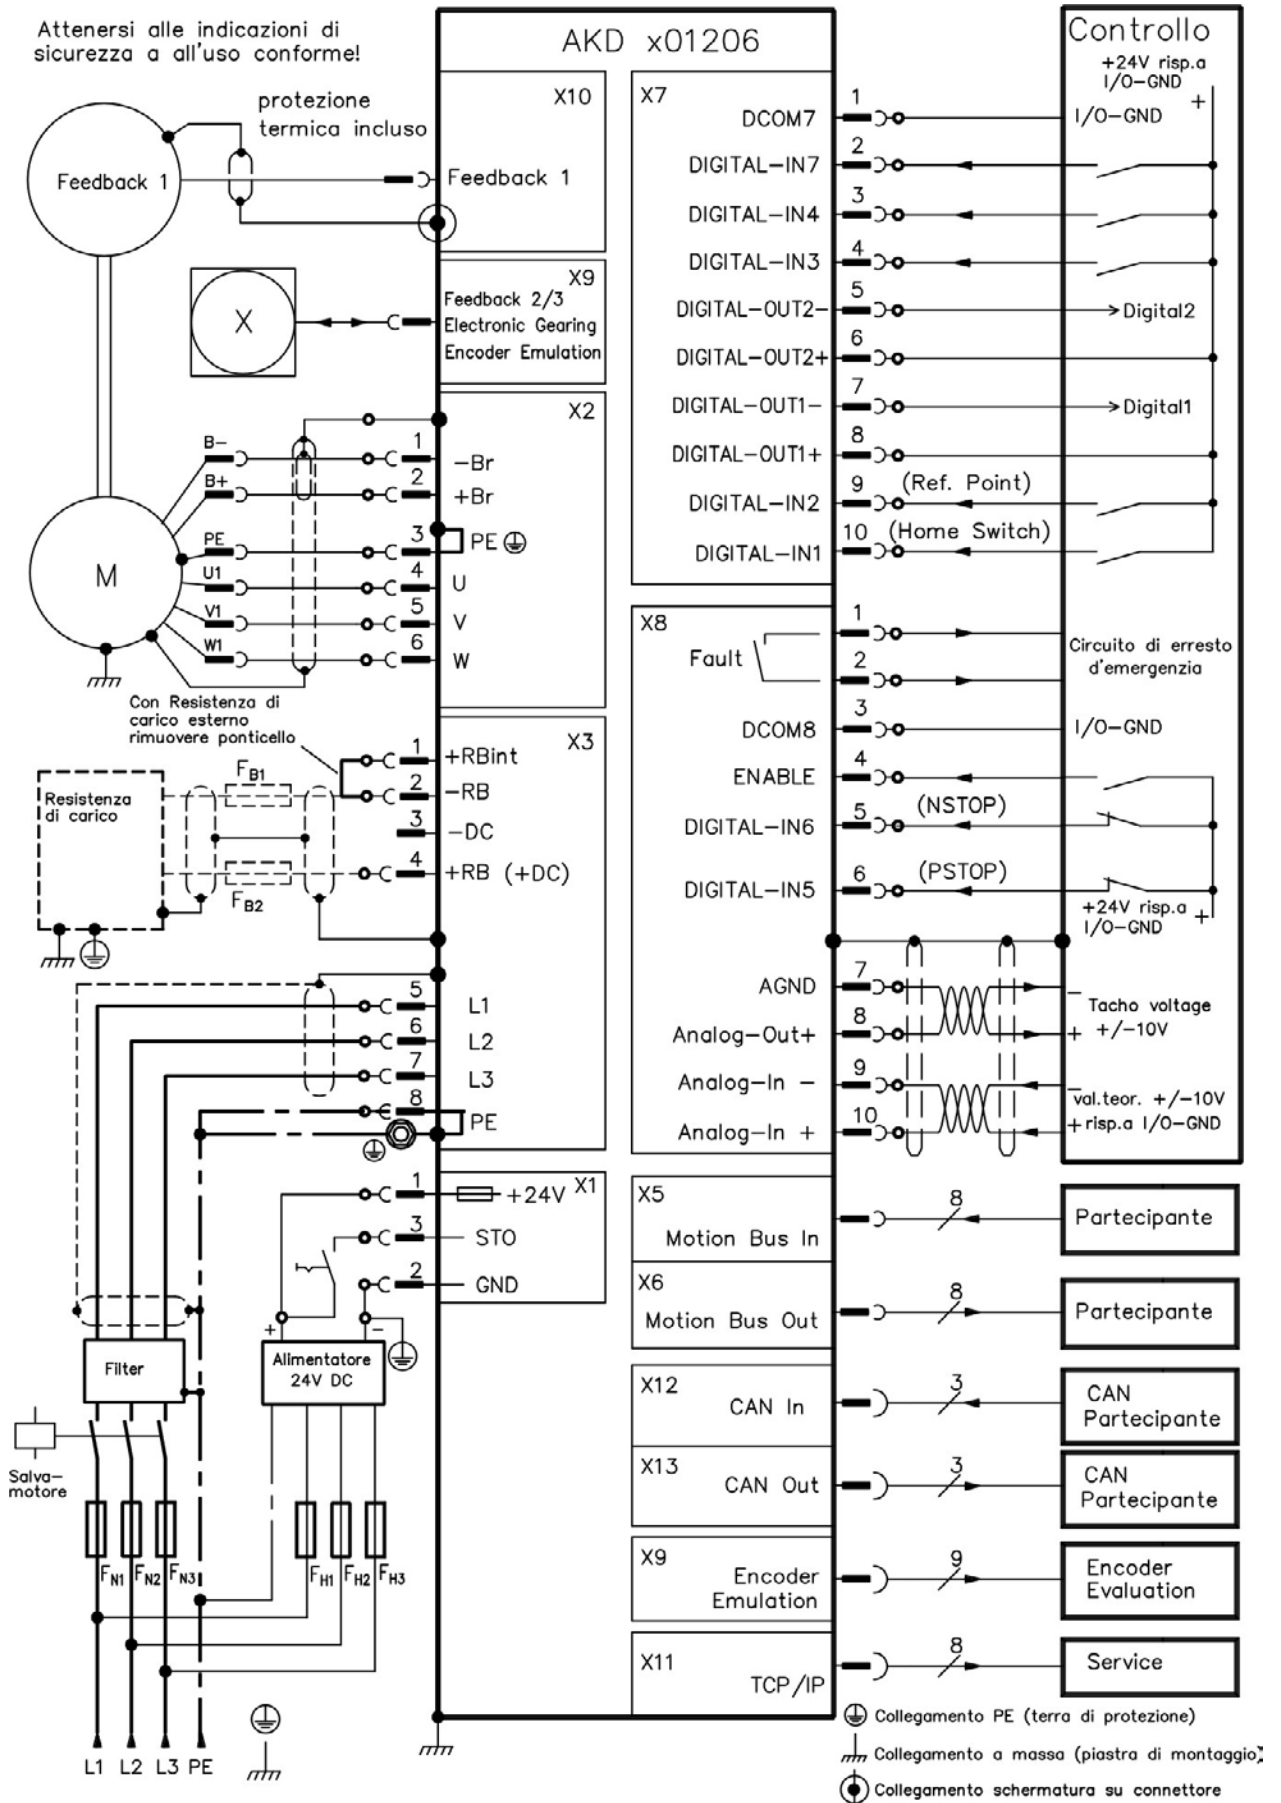 Attenersi alle indicazioni di
sicurezza a all'uso conforme!
AKD x01206
Controllo
+24V risp.a
I/O-GND
+
protezione
termica incluso
Feedback 1
X10
Feedback 1
X
X9
Feedback 2/3
Electronic Gearing
Encoder Emulation
X2
B-
1
-Br
B+
2
+Br
PE
3
PE
M
U1
4
U
V1
5
V
W1
6
W
Con Resistenza di
carico esterno
rimuovere ponticello
X3
1
+RBint
FB1
2
-RB
Resistenza
di carico
3
-DC
4
+RB (+DC)
FB2
5
L1
6
L2
7
L3
8
PE
X1
1
+24V
3
STO
2
GND
+
-
Alimentatore
24V DC
Filter
Salva-
motore
FN1
FN2
FN3
FH1
FH2
FH3
L1
L2
L3
PE
X7
DCOM7
1
I/O-GND
DIGITAL-IN7
2
DIGITAL-IN4
3
DIGITAL-IN3
4
DIGITAL-OUT2-
5
Digital2
DIGITAL-OUT2+
6
DIGITAL-OUT1-
7
Digital1
DIGITAL-OUT1+
8
DIGITAL-IN2
9
(Ref. Point)
DIGITAL-IN1
10
(Home Switch)
X8
Fault
1
2
Circuito di erresto
d'emergenzia
DCOM8
3
I/O-GND
ENABLE
4
DIGITAL-IN6
5
(NSTOP)
DIGITAL-IN5
6
(PSTOP)
+24V risp.a
I/O-GND
+
AGND
7
-
Analog-Out+
8
+
Tacho voltage
+/-10V
Analog-In -
9
-
Analog-In +
10
+
val.teor. +/-10V
risp.a I/O-GND
X5
Motion Bus In
8
Partecipante
X6
Motion Bus Out
8
Partecipante
X12
CAN In
3
CAN
Partecipante
X13
CAN Out
3
CAN
Partecipante
X9
Encoder
Emulation
9
Encoder
Evaluation
X11
TCP/IP
8
Service
Collegamento PE (terra di protezione)
Collegamento a massa (piastra di montaggio)
Collegamento schermatura su connettore